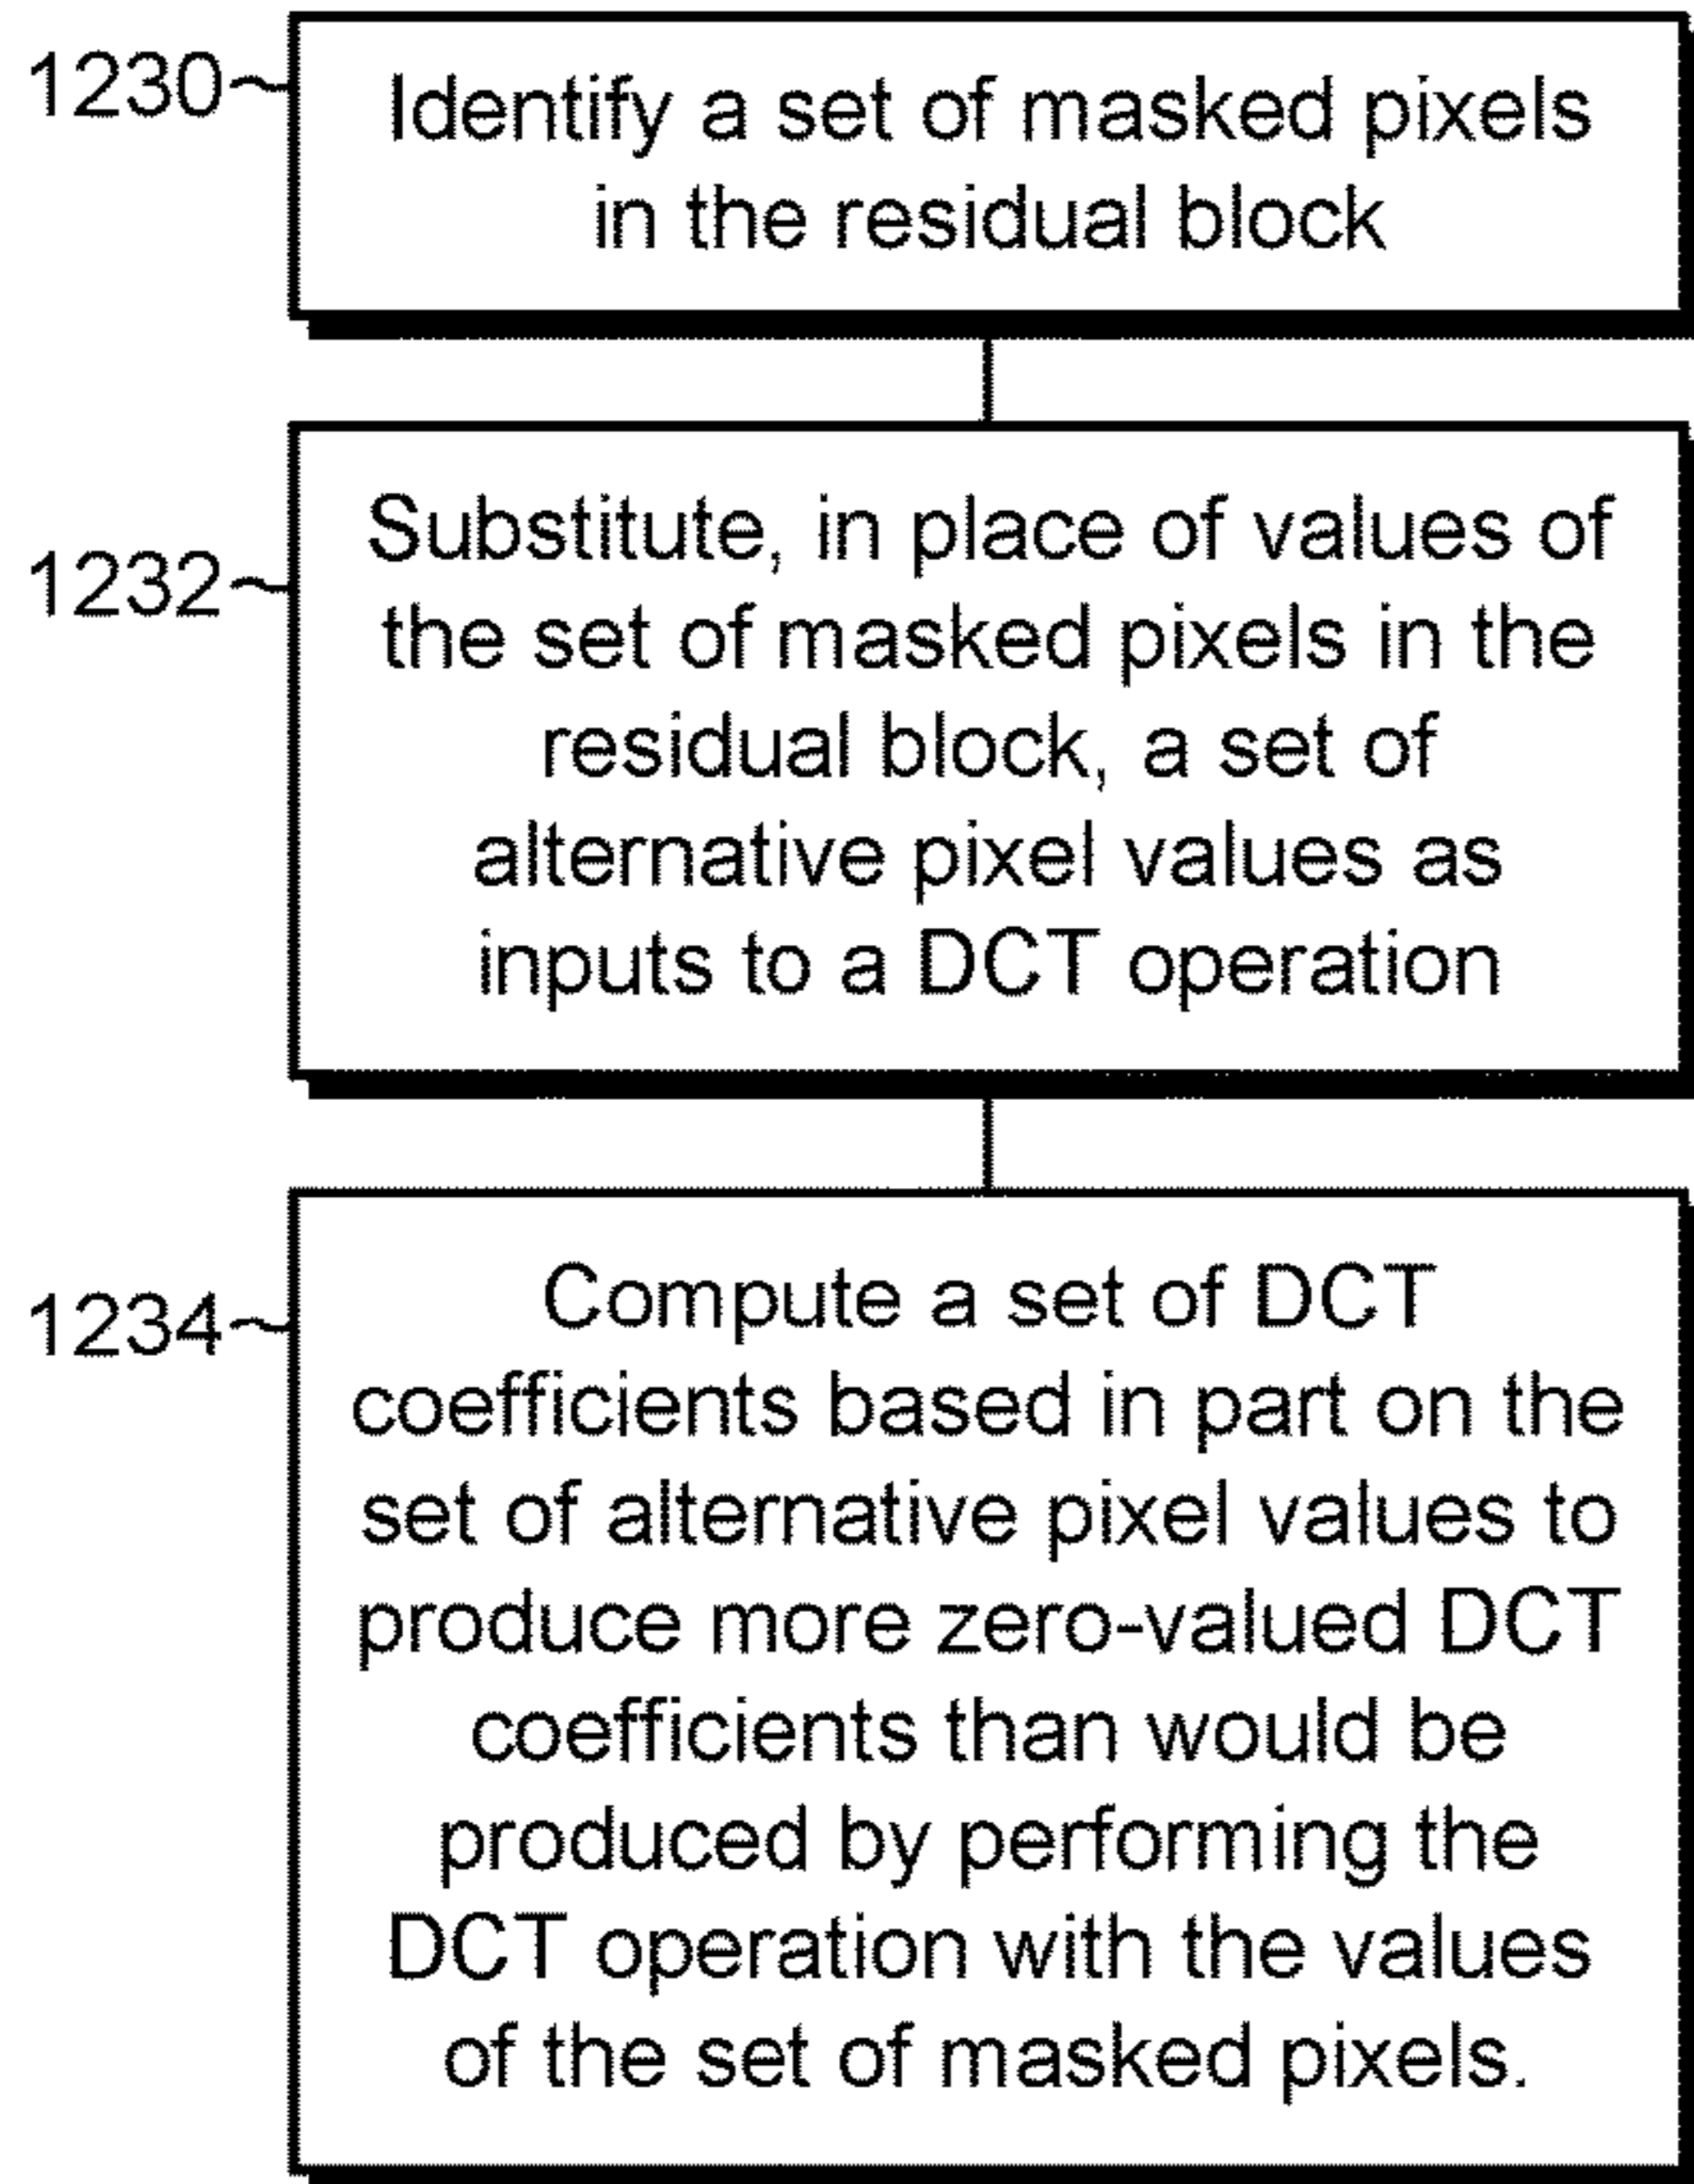 1230
Identify a set of masked pixels
in the residual block
1232
Substitute, in place of values of
the set of masked pixels in the
residual block, a set of
alternative pixel values as
inputs to a DCT operation
1234
Compute a set of DCT
coefficients based in part on the
set of alternative pixel values to
produce more zero-valued DCT
coefficients than would be
produced by performing the
DCT operation with the values
of the set of masked pixels.